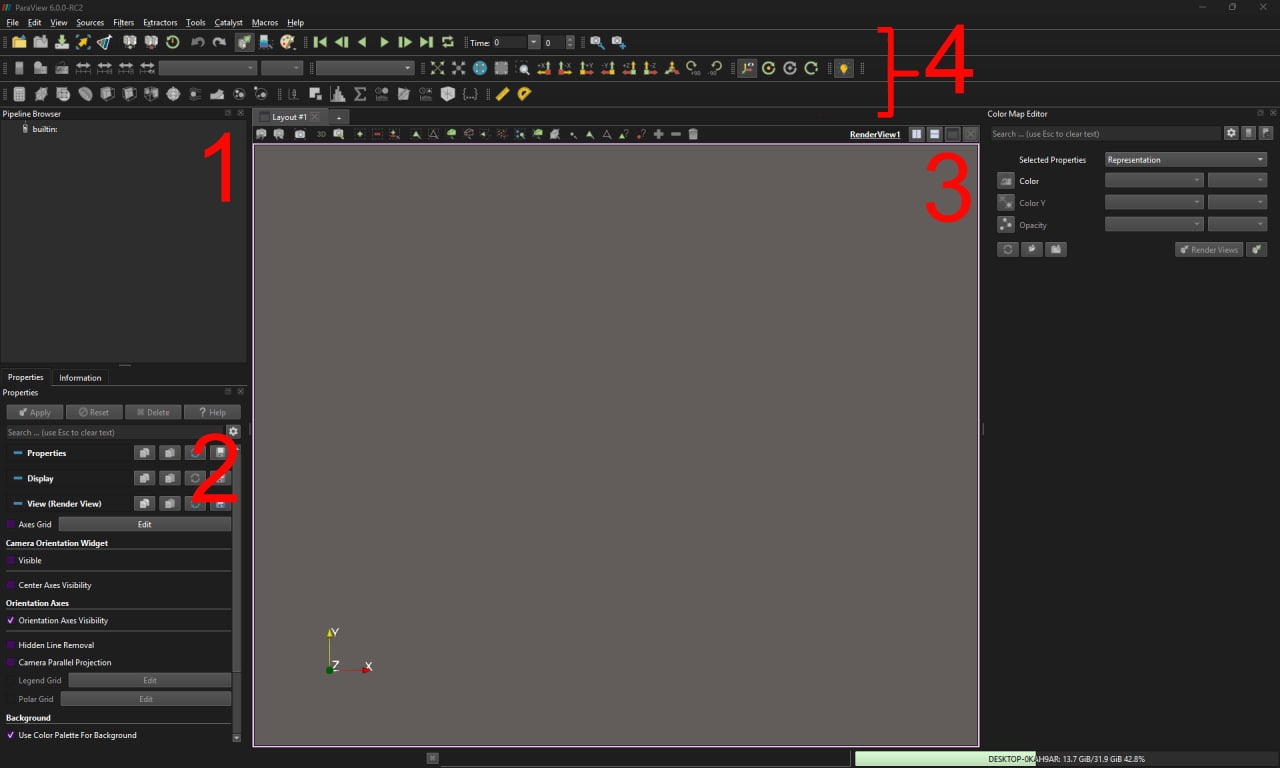 ParaView 6.0.0-RC2
File Edit View Sources Filters Extractors Tools Catalyst Macros Help
Time: 0 0
4
Pipeline Browser
builtin:
1
Layout #1
3D
RenderView1
3
Color Map Editor
Search ... (use Esc to clear text)
Selected Properties Representation
Color
Color Y
Opacity
Render Views
Properties Information
Properties
Apply Reset Delete ? Help
Search ... (use Esc to clear text)
2
Properties
Display
View (Render View)
Axes Grid Edit
Camera Orientation Widget
Visible
Center Axes Visibility
Orientation Axes
Orientation Axes Visibility
Hidden Line Removal
Camera Parallel Projection
Legend Grid Edit
Polar Grid Edit
Background
Use Color Palette For Background
Y
Z X
DESKTOP-0KAH9AR: 13.7 GiB/31.9 GiB 42.8%